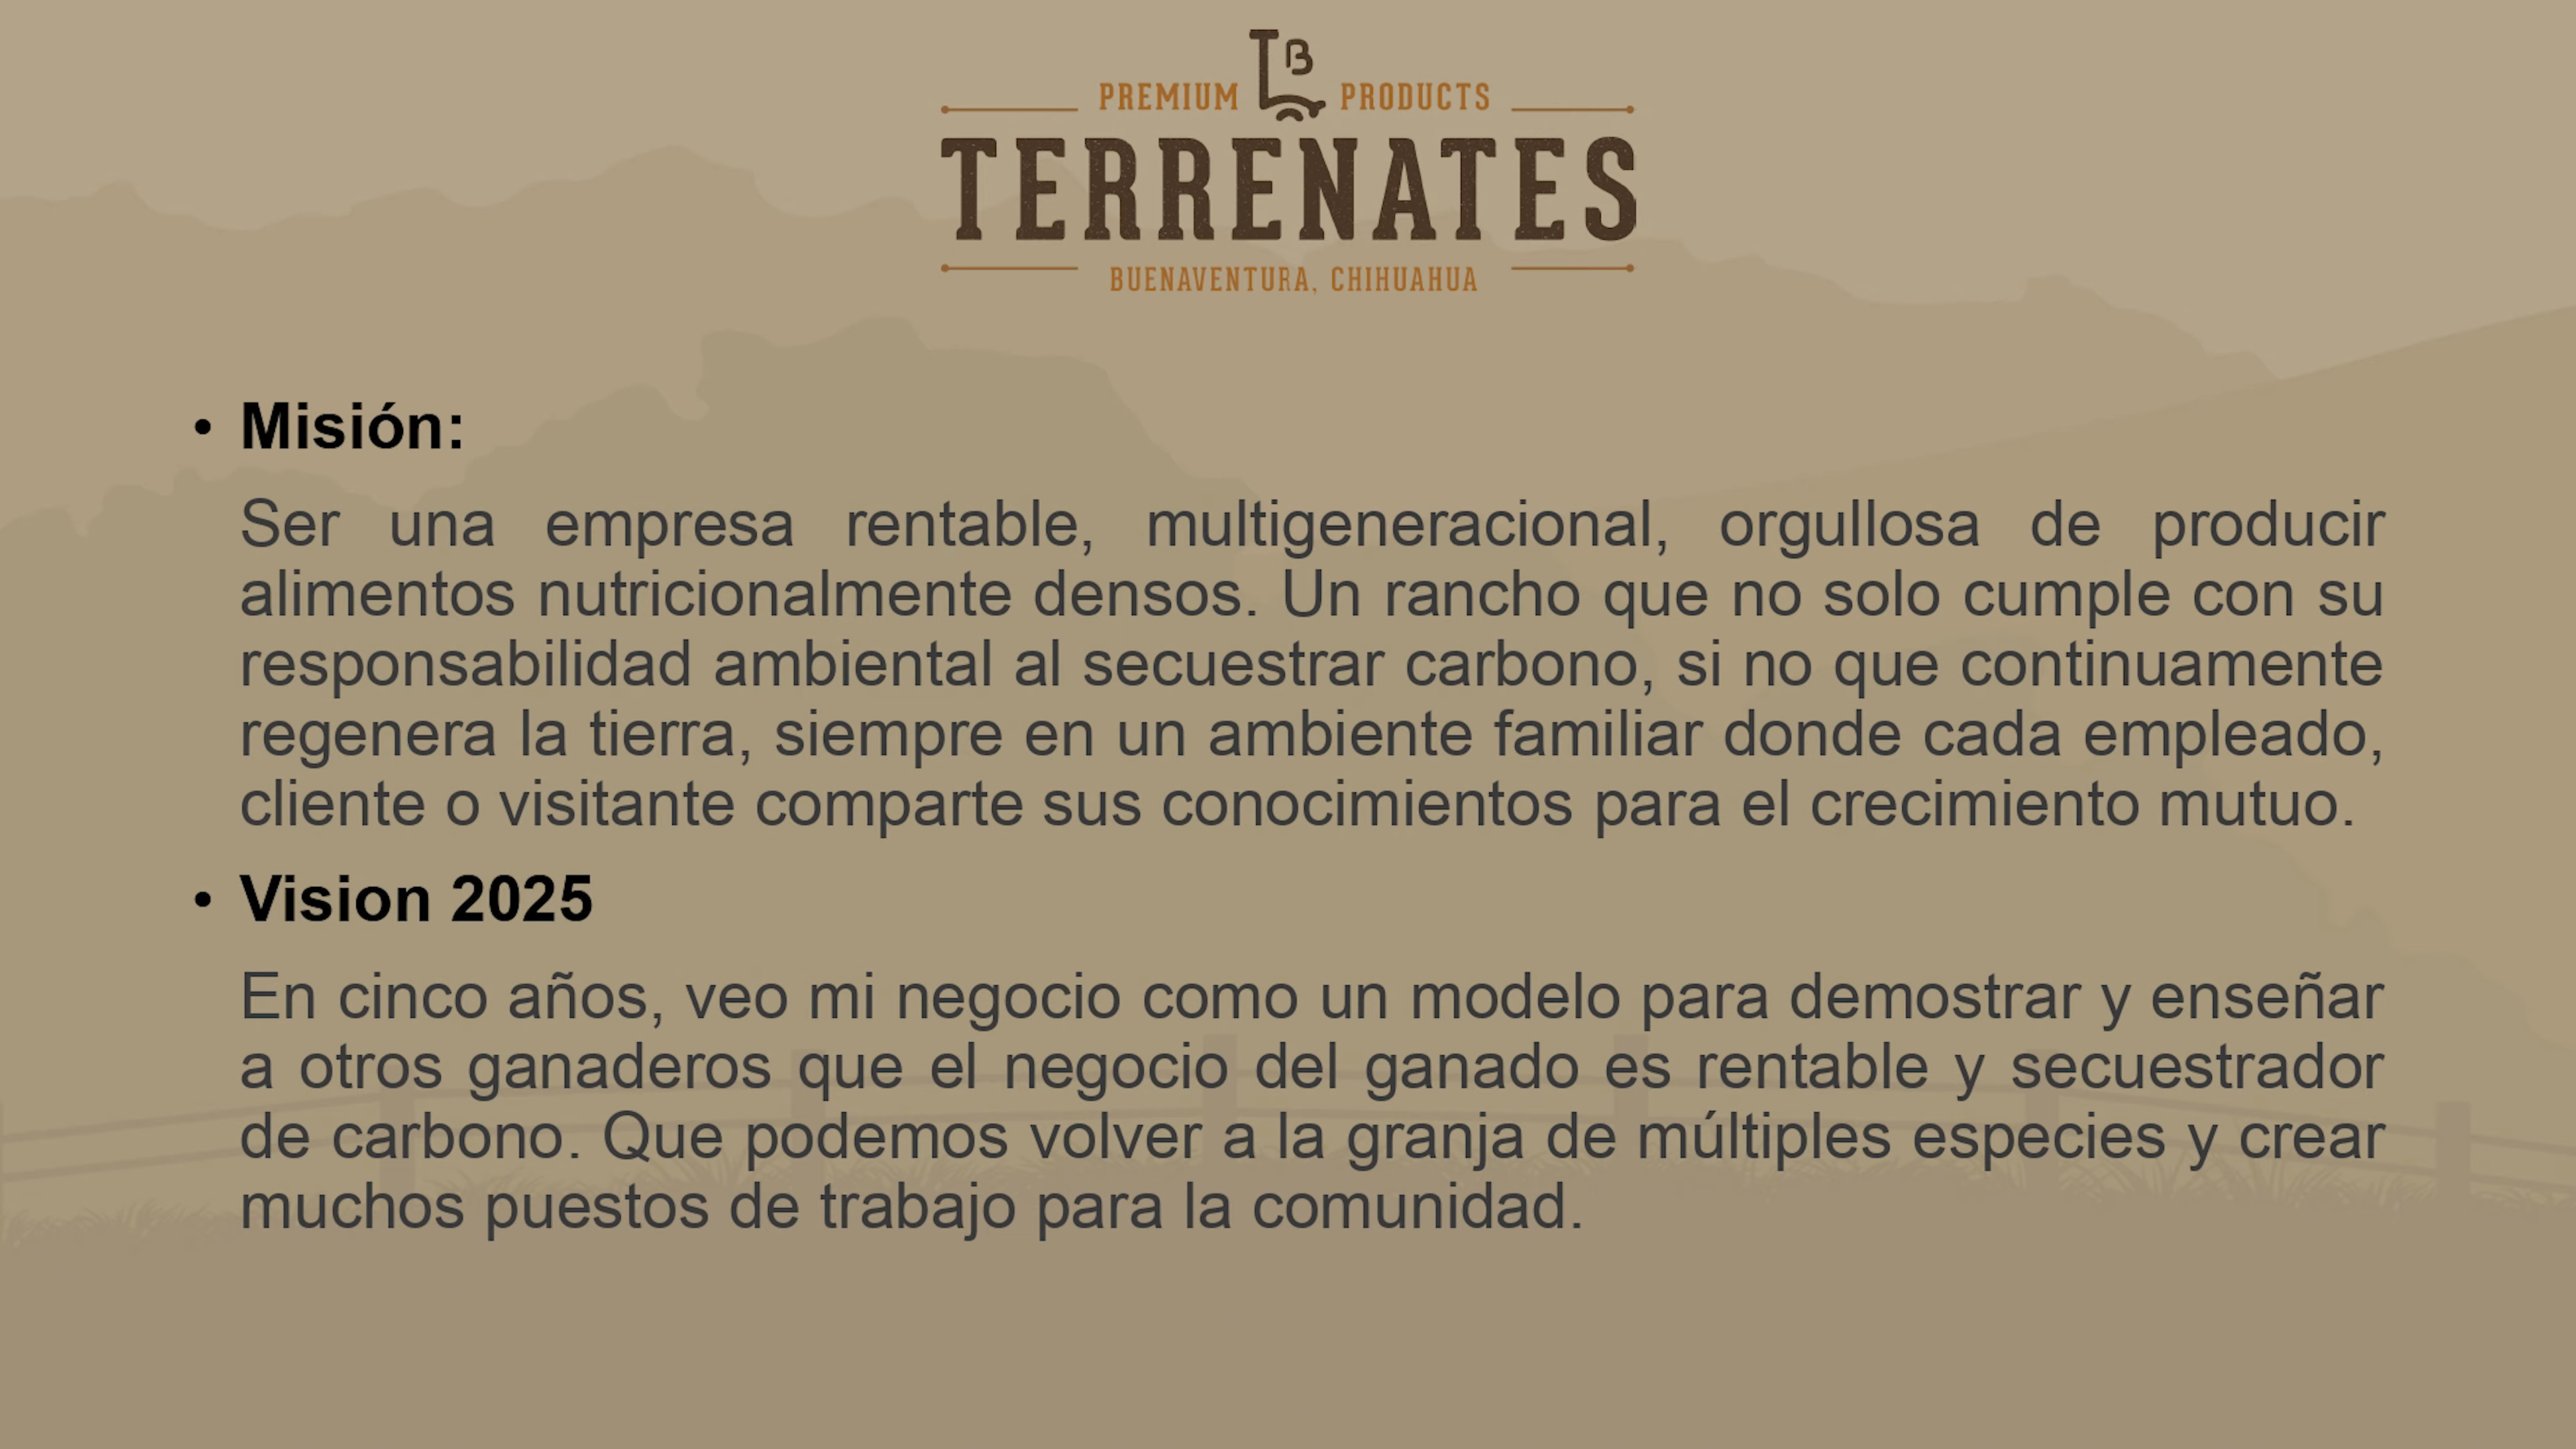 PREMIUM B PRODUCTS
TERRENATES
BUENAVENTURA, CHIHUAHUA
• Misión:
Ser una empresa rentable, multigeneracional, orgullosa de producir
alimentos nutricionalmente densos. Un rancho que no solo cumple con su
responsabilidad ambiental al secuestrar carbono, si no que continuamente
regenera la tierra, siempre en un ambiente familiar donde cada empleado,
cliente o visitante comparte sus conocimientos para el crecimiento mutuo.
• Vision 2025
En cinco años, veo mi negocio como un modelo para demostrar y enseñar
a otros ganaderos que el negocio del ganado es rentable y secuestrador
de carbono. Que podemos volver a la granja de múltiples especies y crear
muchos puestos de trabajo para la comunidad.